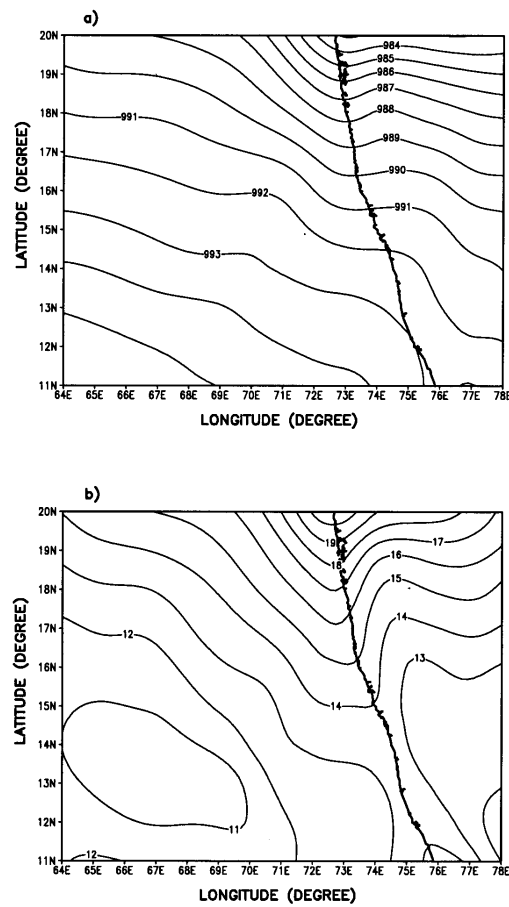 a)
20N
19N
18N
17N
16N
15N
14N
13N
12N
11N
LATITUDE (DEGREE)
984
985
986
987
988
989
990
991
991
992
993
64E 65E 66E 67E 68E 69E 70E 71E 72E 73E 74E 75E 76E 77E 78E
LONGITUDE (DEGREE)
b)
20N
19N
18N
17N
16N
15N
14N
13N
12N
11N
LATITUDE (DEGREE)
19
18
17
16
15
14
13
12
14
11
12
64E 65E 66E 67E 68E 69E 70E 71E 72E 73E 74E 75E 76E 77E 78E
LONGITUDE (DEGREE)